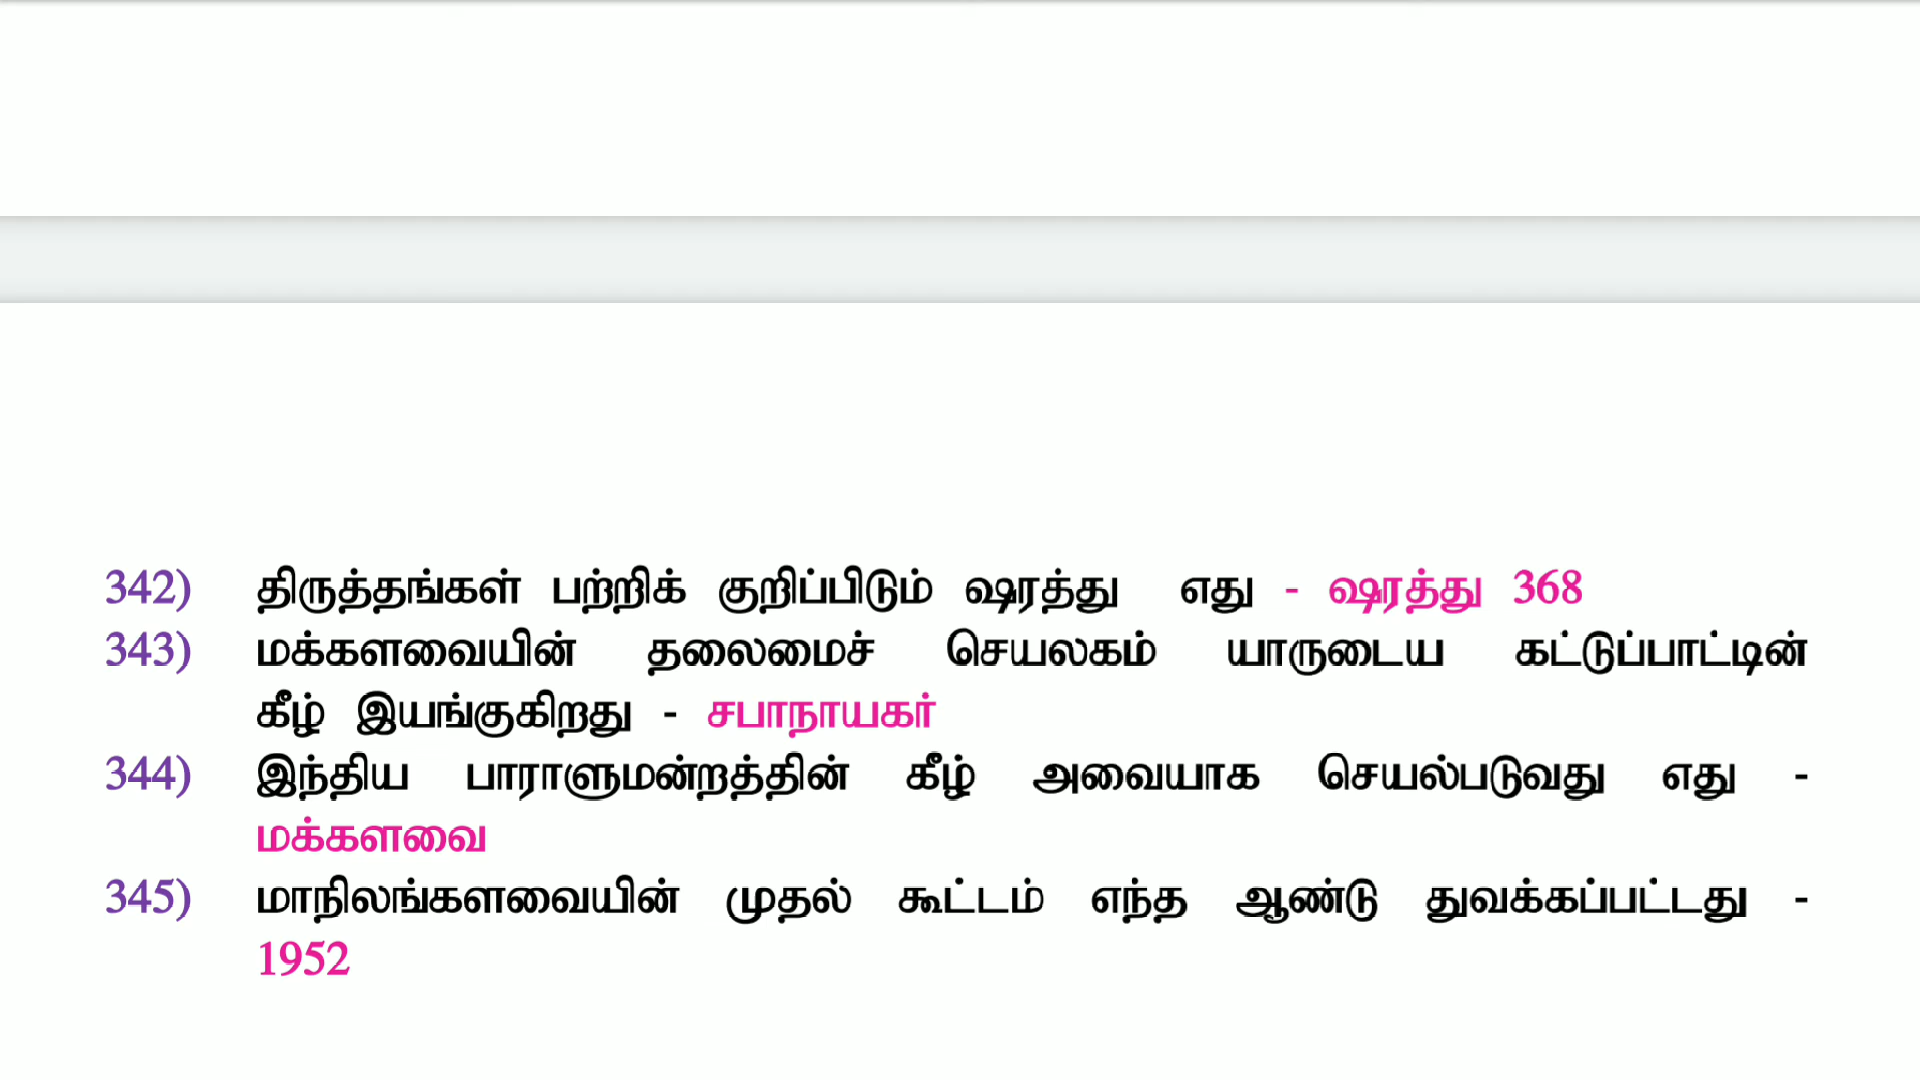 342) திருத்தங்கள் பற்றிக் குறிப்பிடும் ஷரத்து எது - ஷரத்து 368
343) மக்களவையின் தலைமைச் செயலகம் யாருடைய கட்டுப்பாட்டின்
கீழ் இயங்குகிறது - சபாநாயகர்
344) இந்திய பாராளுமன்றத்தின் கீழ் அவையாக செயல்படுவது எது -
மக்களவை
345) மாநிலங்களவையின் முதல் கூட்டம் எந்த ஆண்டு துவக்கப்பட்டது -
1952